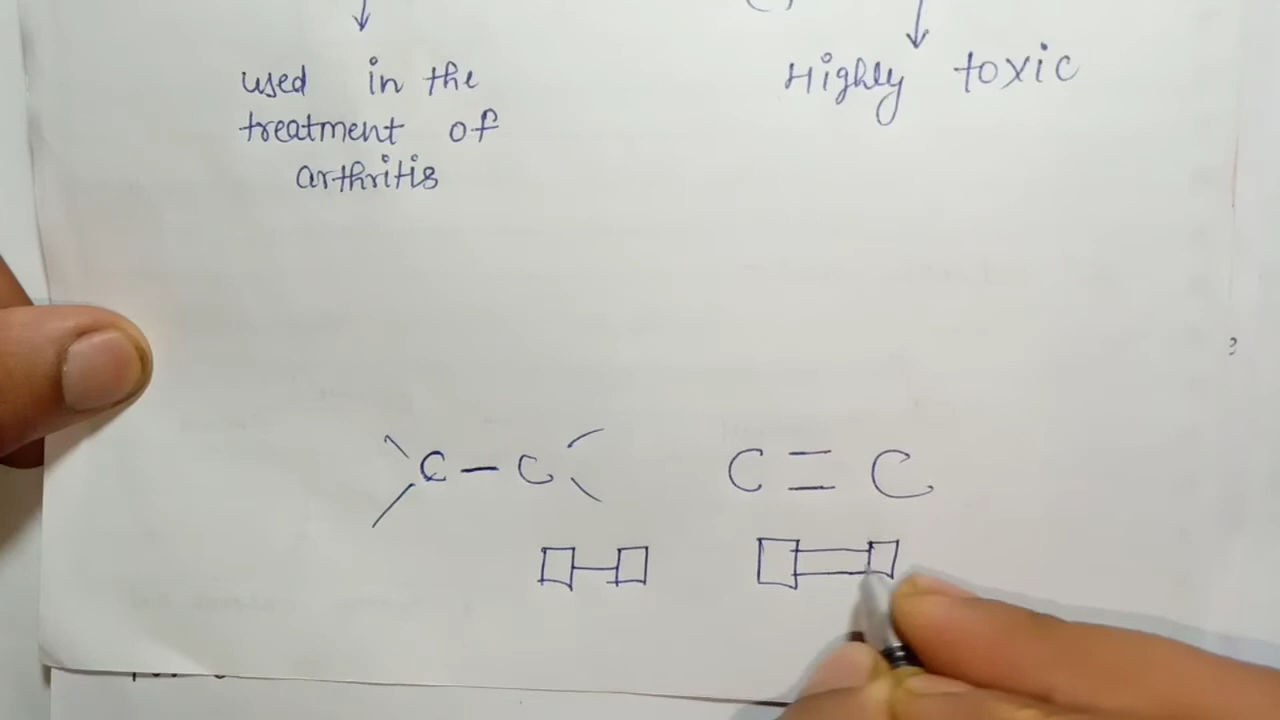 used in the
treatment of
arthritis
Highly toxic
C - C
C = C